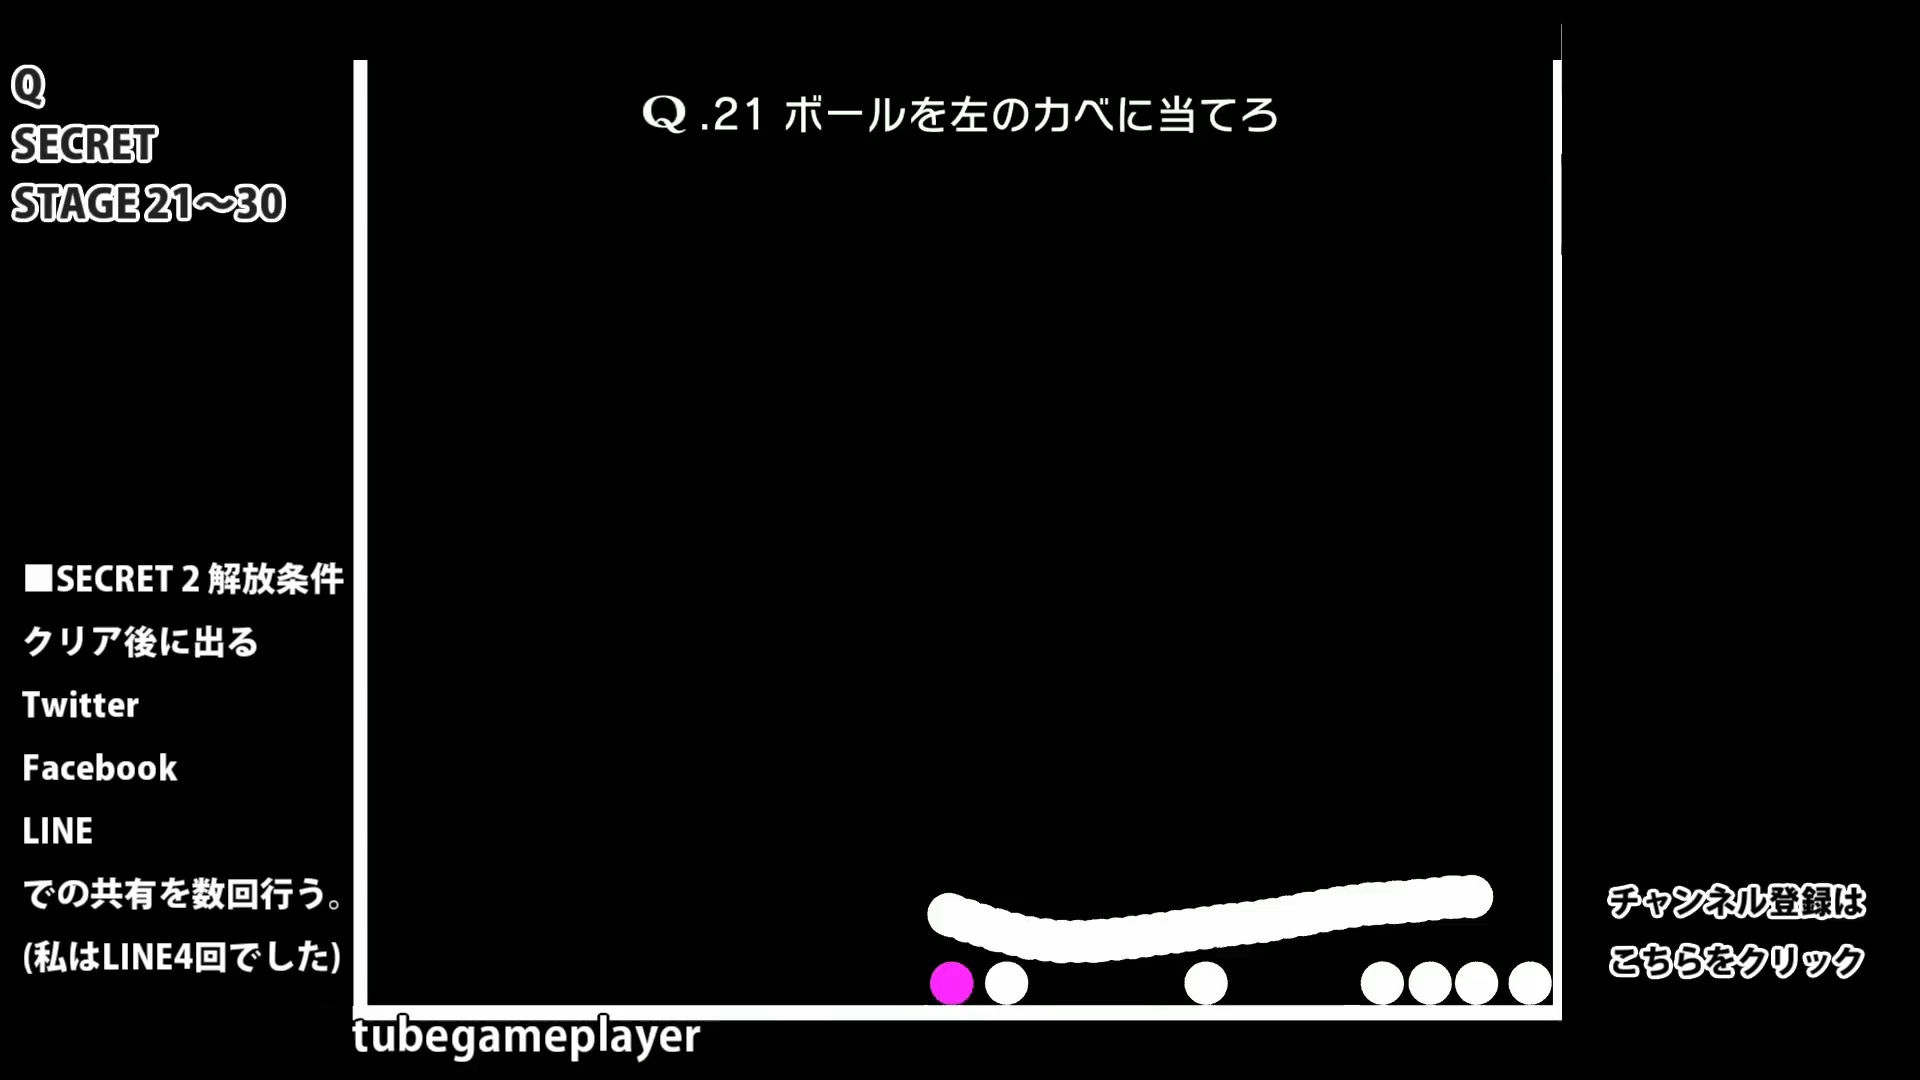 Q
SECRET
STAGE 21～30
Q.21 ボールを左のカベに当てろ
■SECRET 2 解放条件
クリア後に出る
Twitter
Facebook
LINE
での共有を数回行う。
(私はLINE4回でした)
チャンネル登録は
こちらをクリック
tubegameplayer